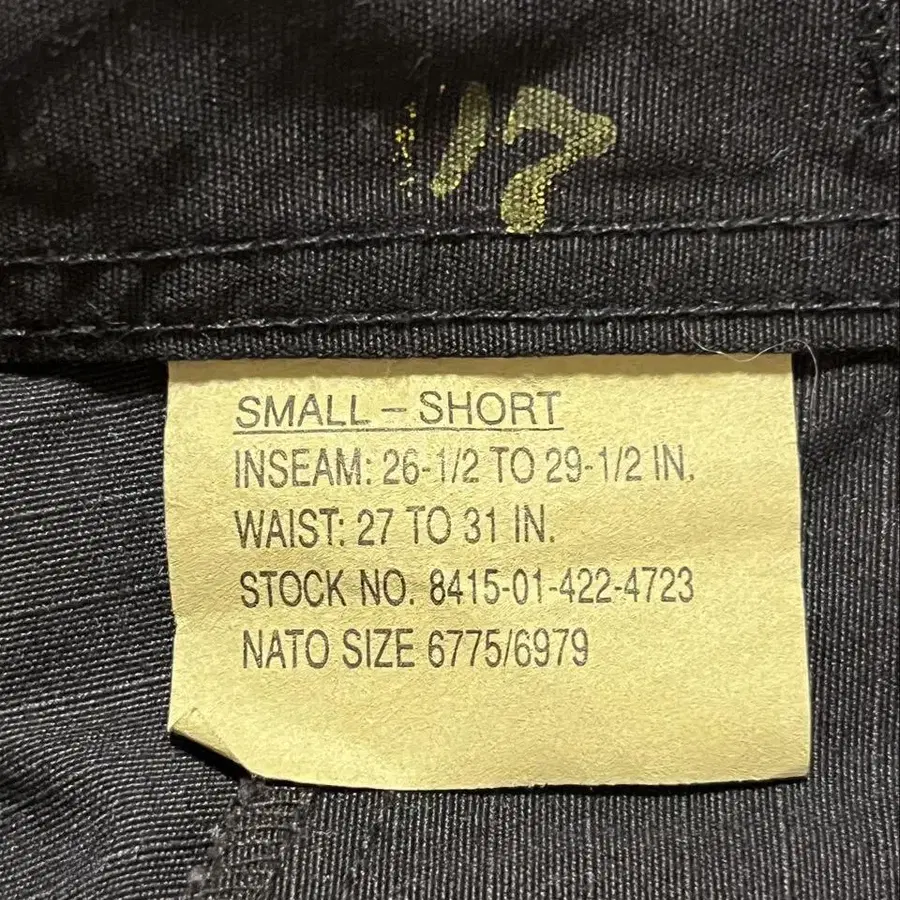 17
SMALL – SHORT
INSEAM: 26-1/2 TO 29-1/2 IN.
WAIST: 27 TO 31 IN.
STOCK NO. 8415-01-422-4723
NATO SIZE 6775/6979